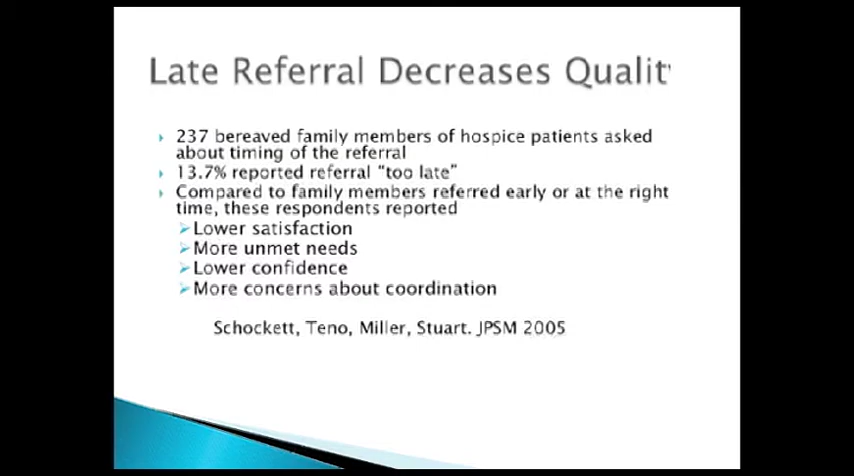 Late Referral Decreases Quality
237 bereaved family members of hospice patients asked
about timing of the referral
13.7% reported referral "too late"
Compared to family members referred early or at the right
time, these respondents reported
Lower satisfaction
More unmet needs
Lower confidence
More concerns about coordination
Schockett, Teno, Miller, Stuart. JPSM 2005